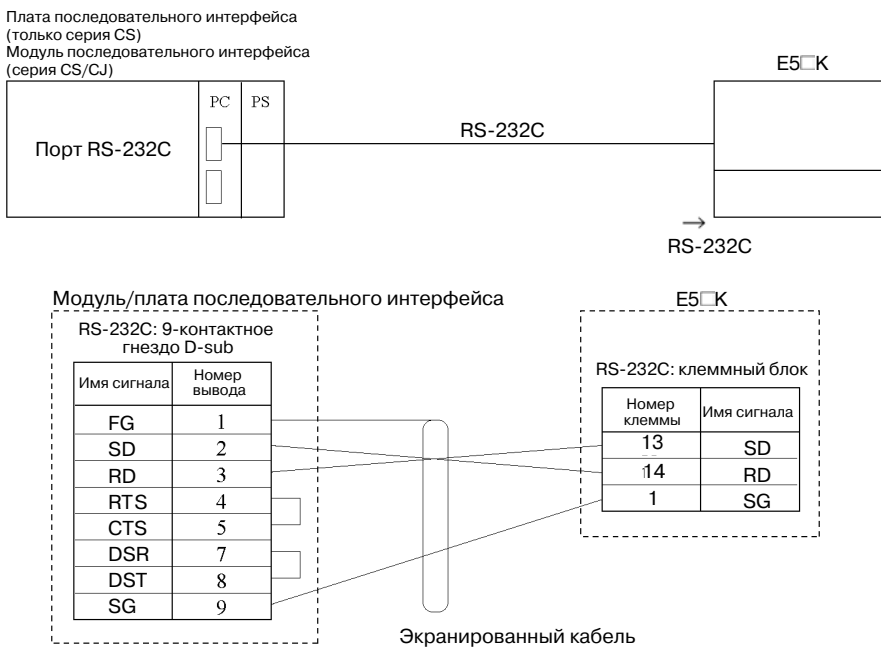 Плата последовательного интерфейса
(только серия CS)
Модуль последовательного интерфейса
(серия CS/CJ)
E5□K
PC PS
Порт RS-232C
RS-232C
→
RS-232C
Модуль/плата последовательного интерфейса
E5□K
RS-232C: 9-контактное
гнездо D-sub
RS-232C: клеммный блок
Имя сигнала Номер вывода
FG 1
SD 2
RD 3
RTS 4
CTS 5
DSR 7
DST 8
SG 9
Номер клеммы Имя сигнала
13 SD
14 RD
1 SG
Экранированный кабель